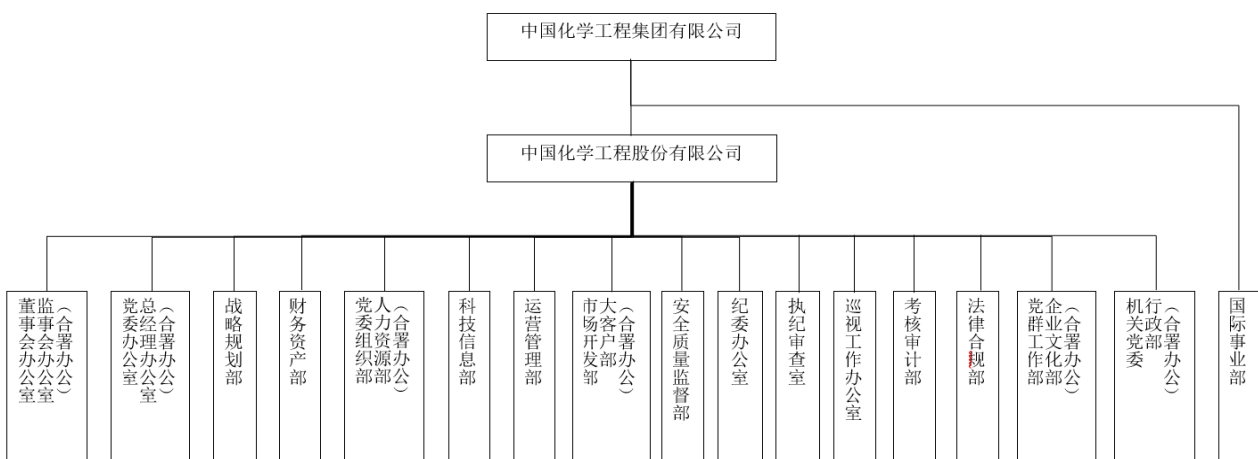 中国化学工程集团有限公司
中国化学工程股份有限公司
董事会办公室
监事会办公室
（合署办公）
党委办公室
总经理办公室
（合署办公）
战略规划部
财务资产部
党委组织部
人力资源部
（合署办公）
科技信息部
运营管理部
市场开发部
大客户部
（合署办公）
安全质量监督部
纪委办公室
执纪审查室
巡视工作办公室
考核审计部
法律合规部
党群工作部
企业文化部
（合署办公）
机关党委
行政部
（合署办公）
国际事业部